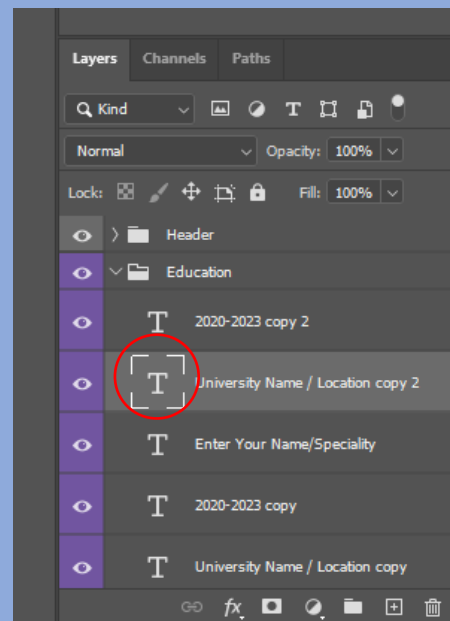 Layers Channels Paths
Kind T
Normal Opacity: 100%
Lock: Fill: 100%
Header
Education
T 2020-2023 copy 2
T University Name / Location copy 2
T Enter Your Name/Speciality
T 2020-2023 copy
T University Name / Location copy
fx